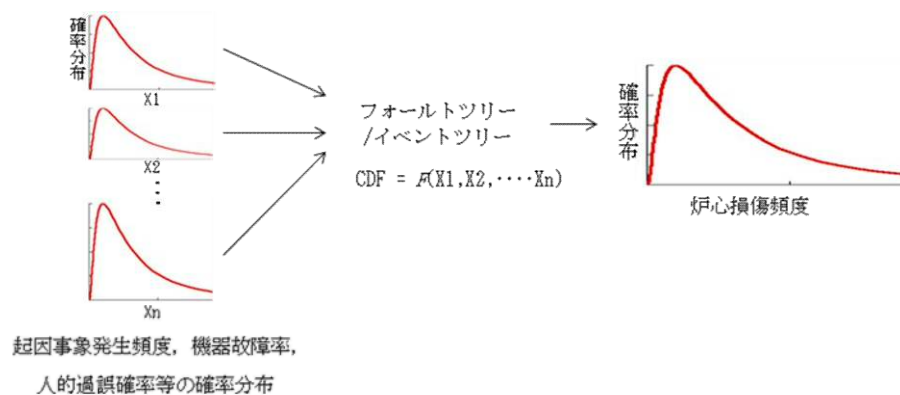 確率分布
X1
X2
Xn
起因事象発生頻度，機器故障率，
人的過誤確率等の確率分布
フォールトツリー
/イベントツリー
CDF = F(X1,X2,････Xn)
確率分布
炉心損傷頻度